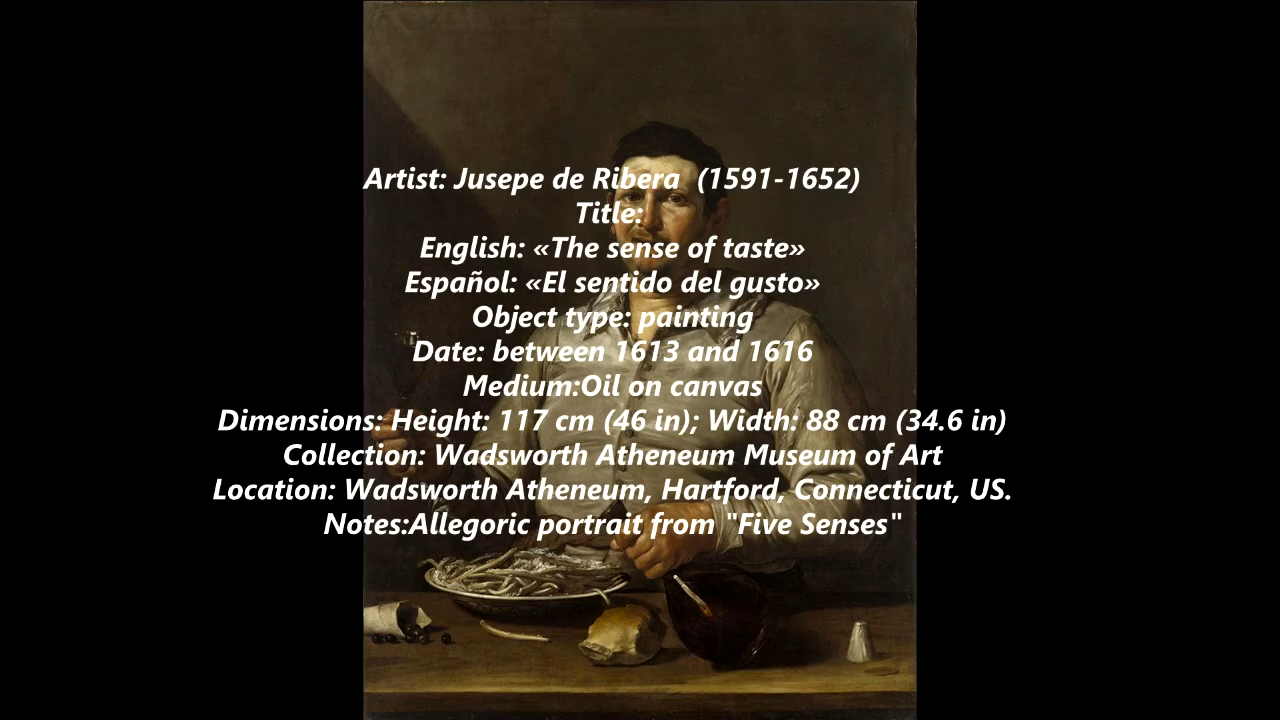 Artist: Jusepe de Ribera (1591-1652)
Title:
English: «The sense of taste»
Español: «El sentido del gusto»
Object type: painting
Date: between 1613 and 1616
Medium:Oil on canvas
Dimensions: Height: 117 cm (46 in); Width: 88 cm (34.6 in)
Collection: Wadsworth Atheneum Museum of Art
Location: Wadsworth Atheneum, Hartford, Connecticut, US.
Notes:Allegoric portrait from "Five Senses"